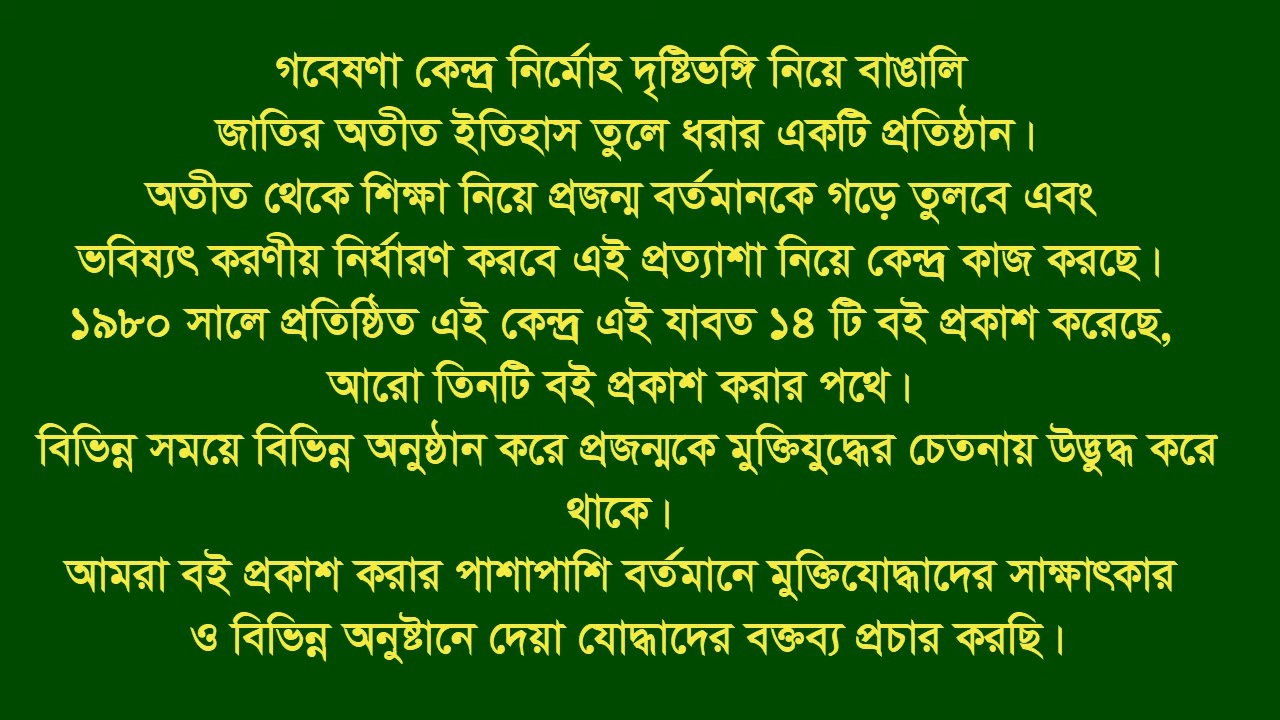 গবেষণা কেন্দ্র নির্মোহ দৃষ্টিভঙ্গি নিয়ে বাঙালি
জাতির অতীত ইতিহাস তুলে ধরার একটি প্রতিষ্ঠান।
অতীত থেকে শিক্ষা নিয়ে প্রজন্ম বর্তমানকে গড়ে তুলবে এবং
ভবিষ্যৎ করণীয় নির্ধারণ করবে এই প্রত্যাশা নিয়ে কেন্দ্র কাজ করছে।
১৯৮০ সালে প্রতিষ্ঠিত এই কেন্দ্র এই যাবত ১৪ টি বই প্রকাশ করেছে,
আরো তিনটি বই প্রকাশ করার পথে।
বিভিন্ন সময়ে বিভিন্ন অনুষ্ঠান করে প্রজন্মকে মুক্তিযুদ্ধের চেতনায় উদ্ভুদ্ধ করে
থাকে।
আমরা বই প্রকাশ করার পাশাপাশি বর্তমানে মুক্তিযোদ্ধাদের সাক্ষাৎকার
ও বিভিন্ন অনুষ্টানে দেয়া যোদ্ধাদের বক্তব্য প্রচার করছি।